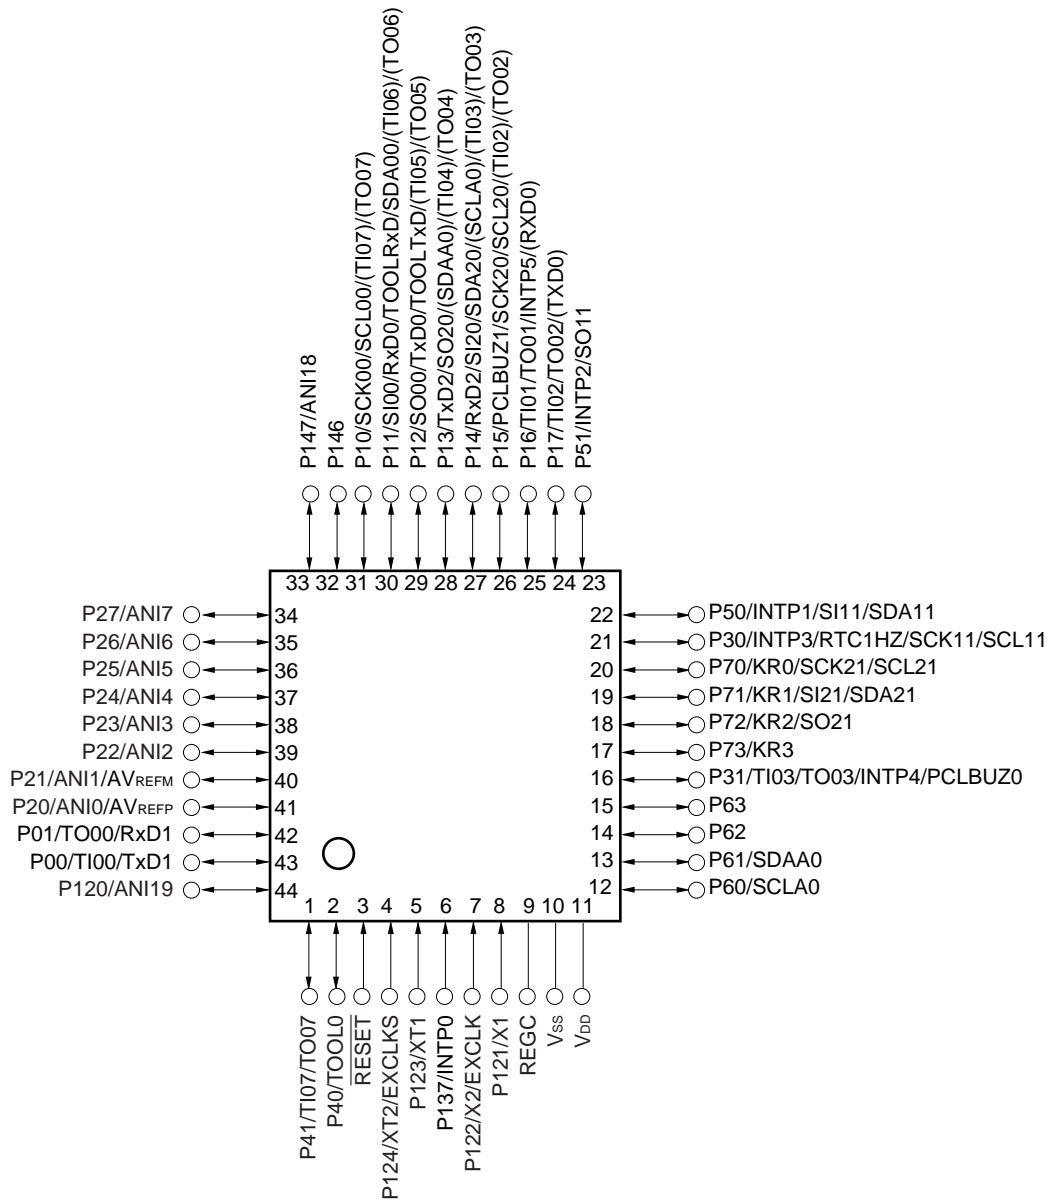 P147/ANI18
P146
P10/SCK00/SCL00/(TI07)/(TO07)
P11/SI00/RxD0/TOOLRxD/SDA00/(TI06)/(TO06)
P12/SO00/TxD0/TOOLTxD/(TI05)/(TO05)
P13/TxD2/SO20/(SDAA0)/(TI04)/(TO04)
P14/RxD2/SI20/SDA20/(SCLA0)/(TI03)/(TO03)
P15/PCLBUZ1/SCK20/SCL20/(TI02)/(TO02)
P16/TI01/TO01/INTP5/(RXD0)
P17/TI02/TO02/(TXD0)
P51/INTP2/SO11
33 32 31 30 29 28 27 26 25 24 23
P27/ANI7 34
P26/ANI6 35
P25/ANI5 36
P24/ANI4 37
P23/ANI3 38
P22/ANI2 39
P21/ANI1/AVREFM 40
P20/ANI0/AVREFP 41
P01/TO00/RxD1 42
P00/TI00/TxD1 43
P120/ANI19 44
22 P50/INTP1/SI11/SDA11
21 P30/INTP3/RTC1HZ/SCK11/SCL11
20 P70/KR0/SCK21/SCL21
19 P71/KR1/SI21/SDA21
18 P72/KR2/SO21
17 P73/KR3
16 P31/TI03/TO03/INTP4/PCLBUZ0
15 P63
14 P62
13 P61/SDAA0
12 P60/SCLA0
1 2 3 4 5 6 7 8 9 10 11
P41/TI07/TO07
P40/TOOL0
RESET
P124/XT2/EXCLKS
P123/XT1
P137/INTP0
P122/X2/EXCLK
P121/X1
REGC
VSS
VDD